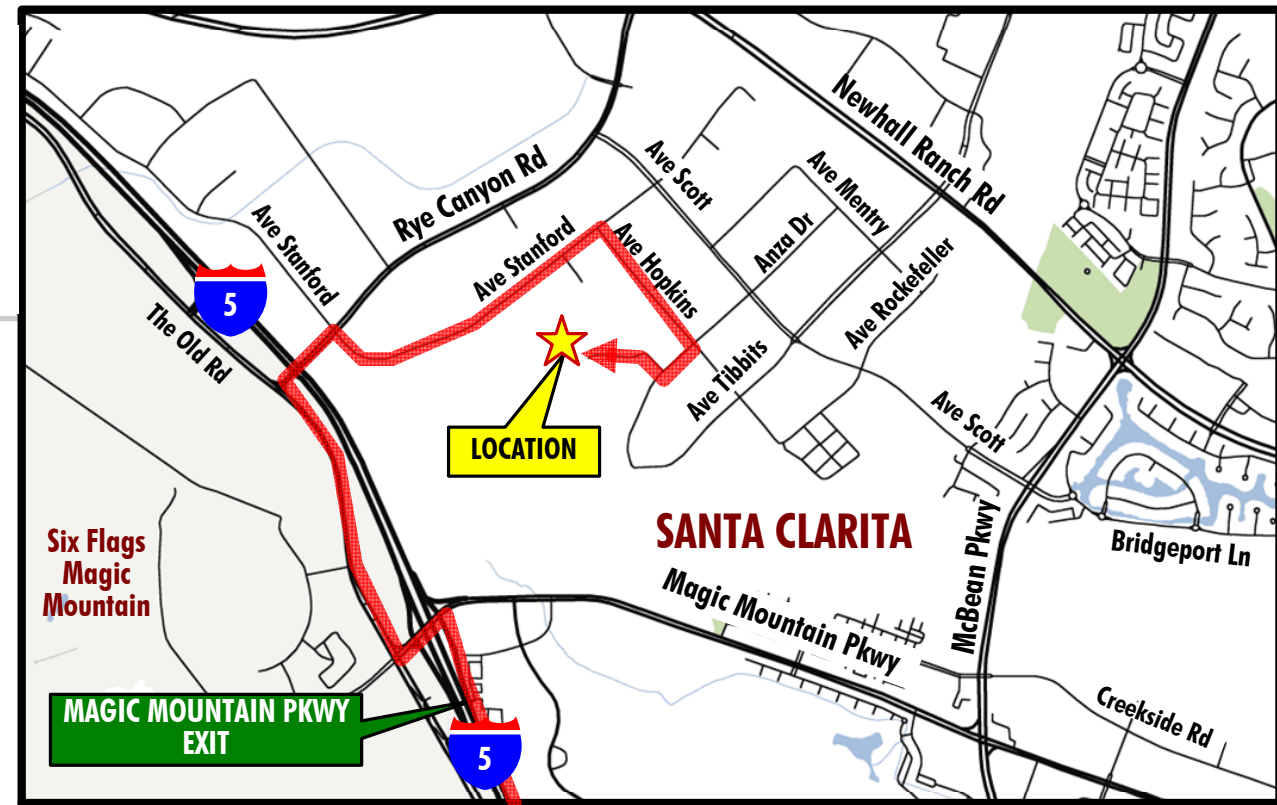 Newhall Ranch Rd
Rye Canyon Rd
Ave Scott
Ave Mentry
Ave Stanford
Ave Stanford
Ave Hopkins
Anza Dr
Ave Rockefeller
5
The Old Rd
Ave Tibbits
LOCATION
Ave Scott
SANTA CLARITA
Six Flags
Magic
Mountain
McBean Pkwy
Bridgeport Ln
Magic Mountain Pkwy
MAGIC MOUNTAIN PKWY
EXIT
5
Creekside Rd